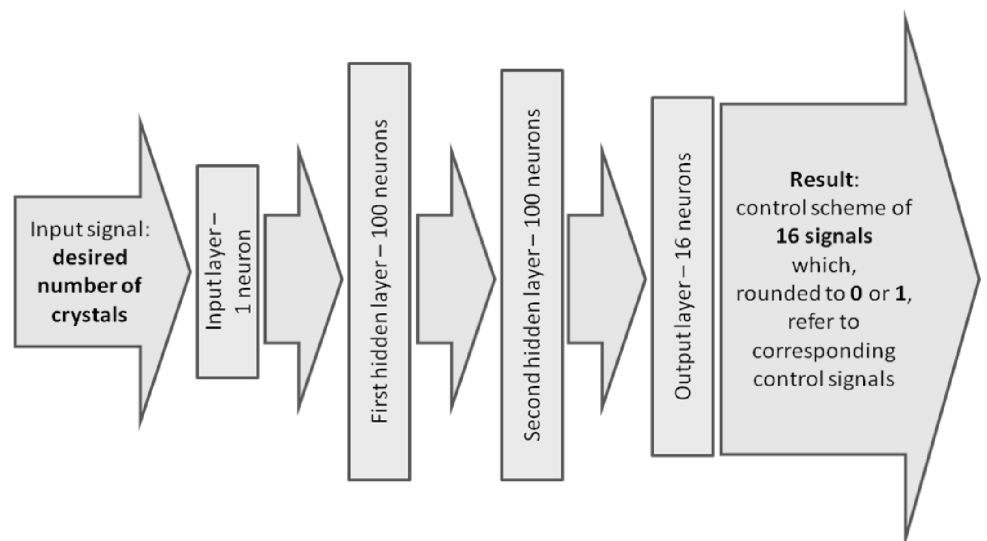 Input signal:
desired
number of
crystals
Input layer –
1 neuron
First hidden layer – 100 neurons
Second hidden layer – 100 neurons
Output layer – 16 neurons
Result:
control scheme of
16 signals
which,
rounded to 0 or 1,
refer to
corresponding
control signals